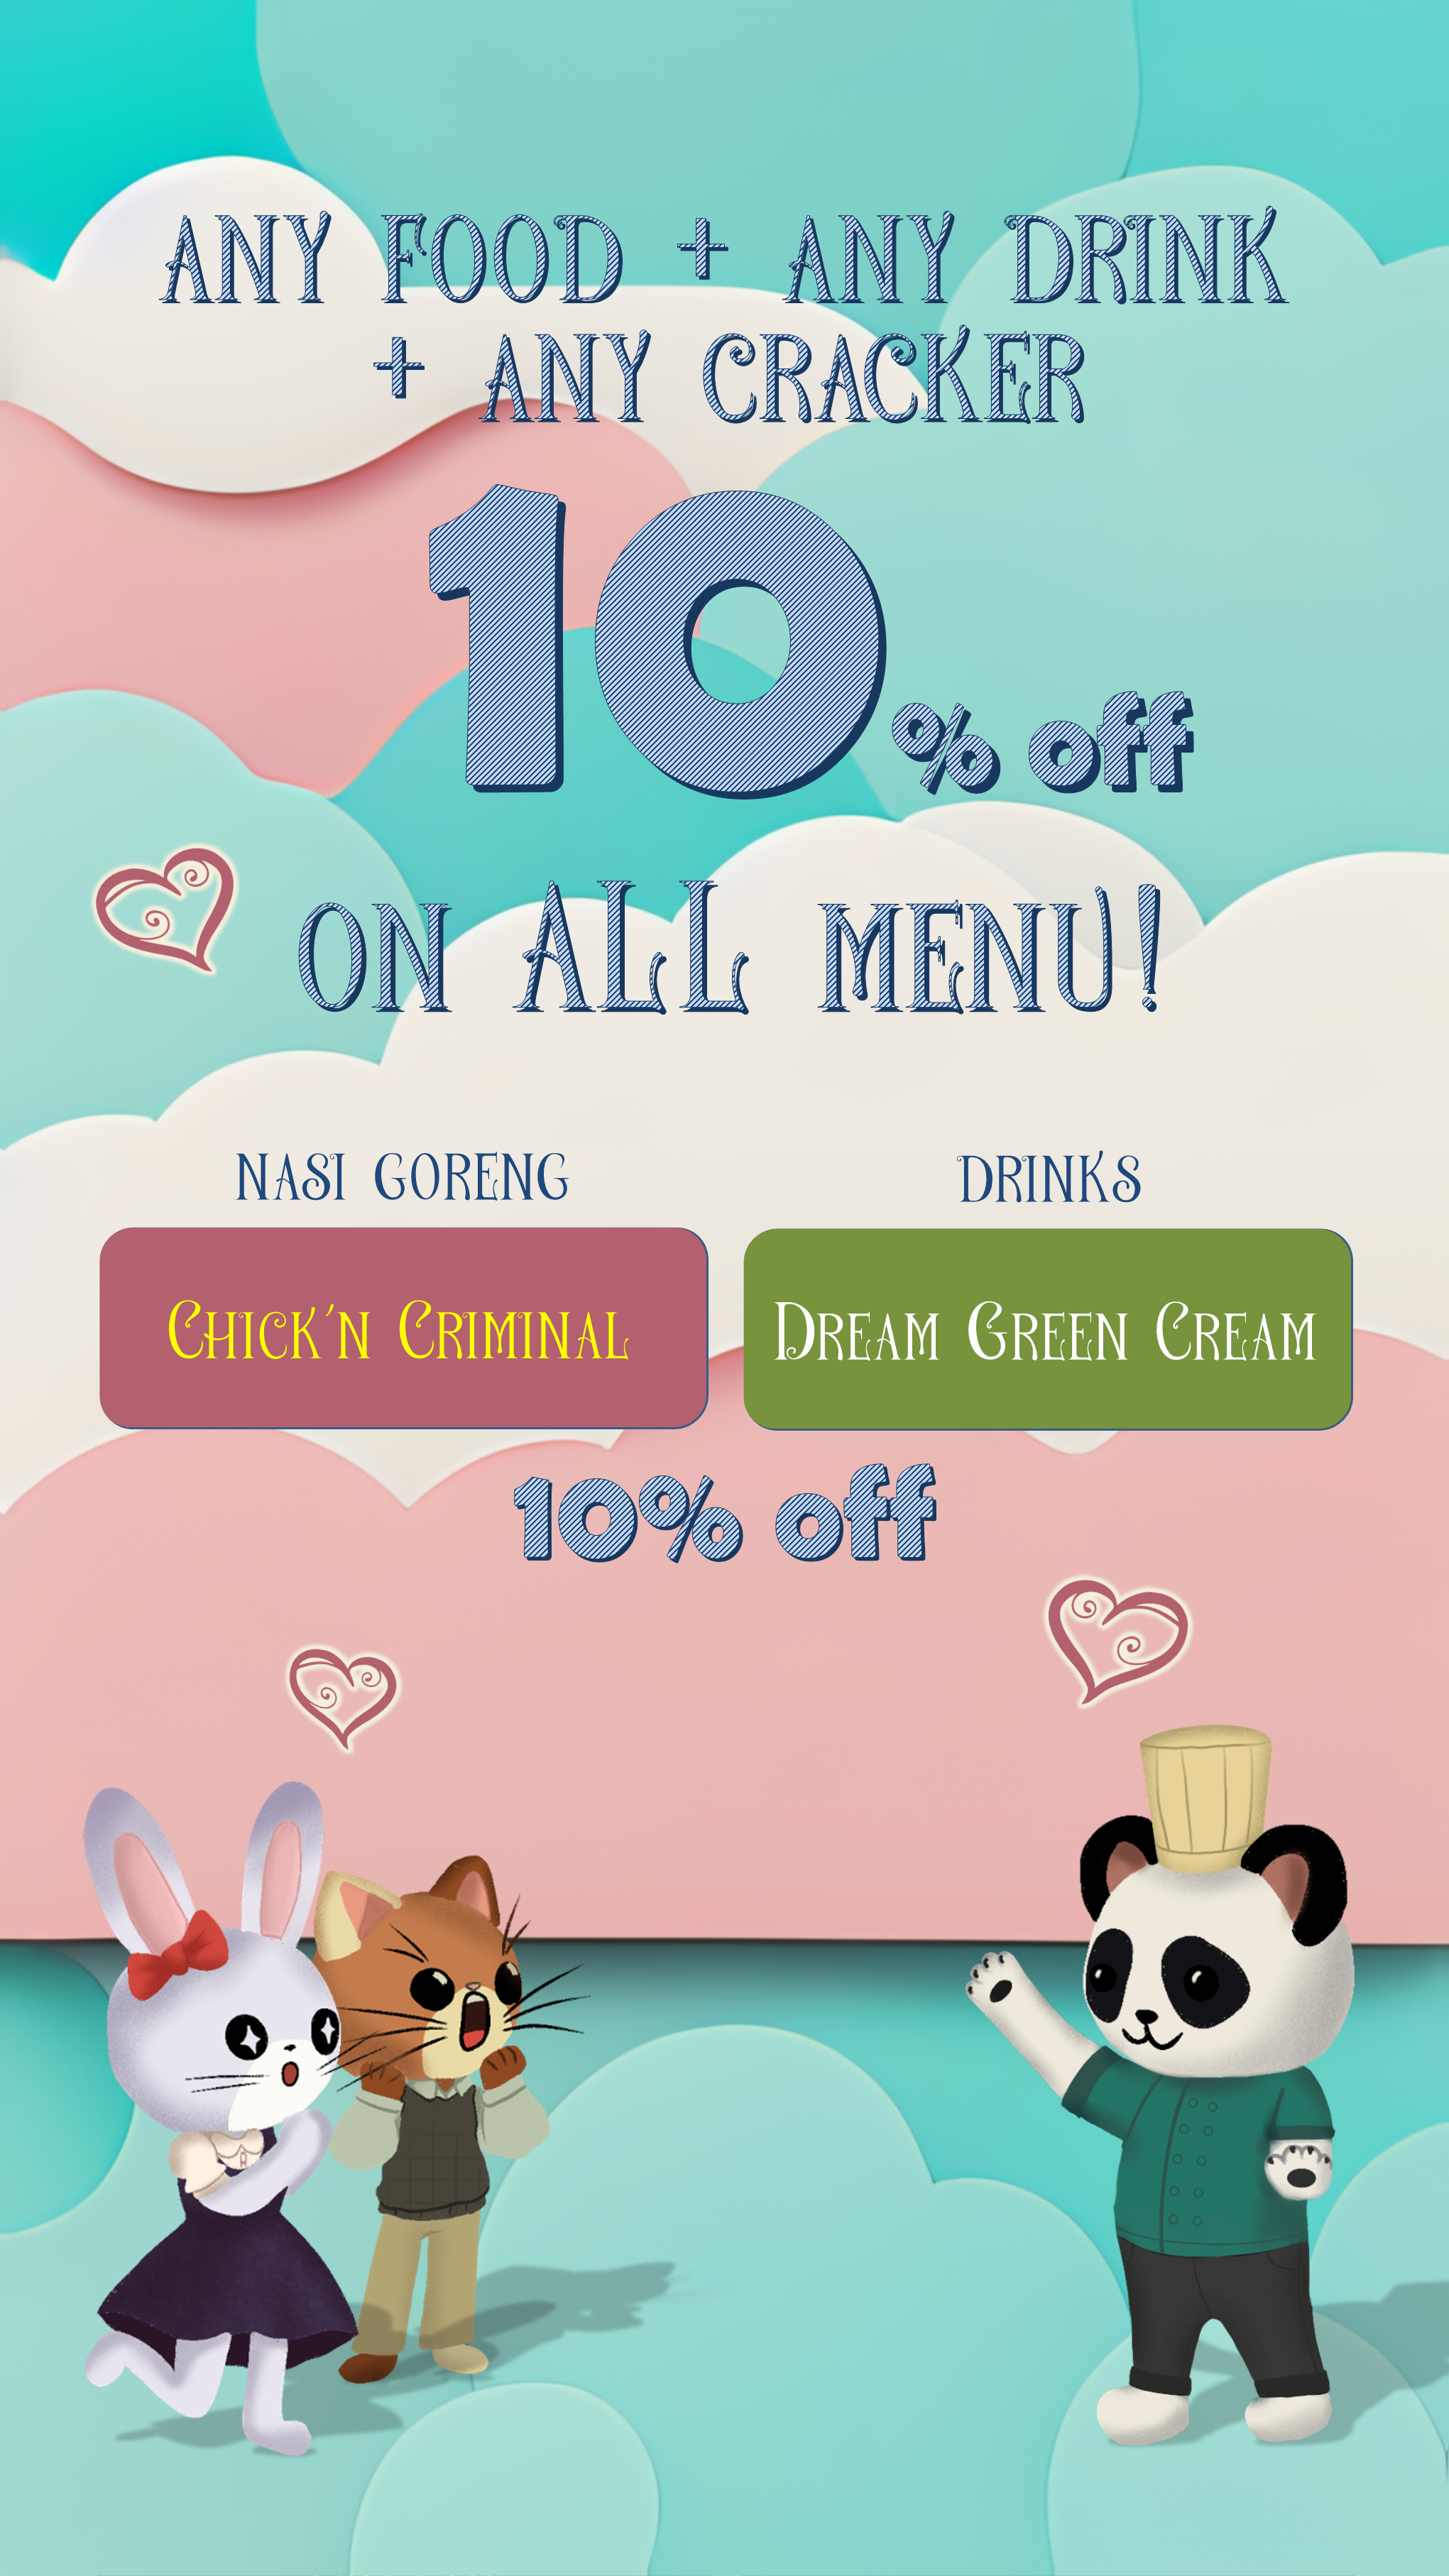 ANY FOOD + ANY DRINK
+ ANY CRACKER
10% off
ON ALL MENU!
NASI GORENG
DRINKS
Chick'n Criminal
Dream Green Cream
10% off